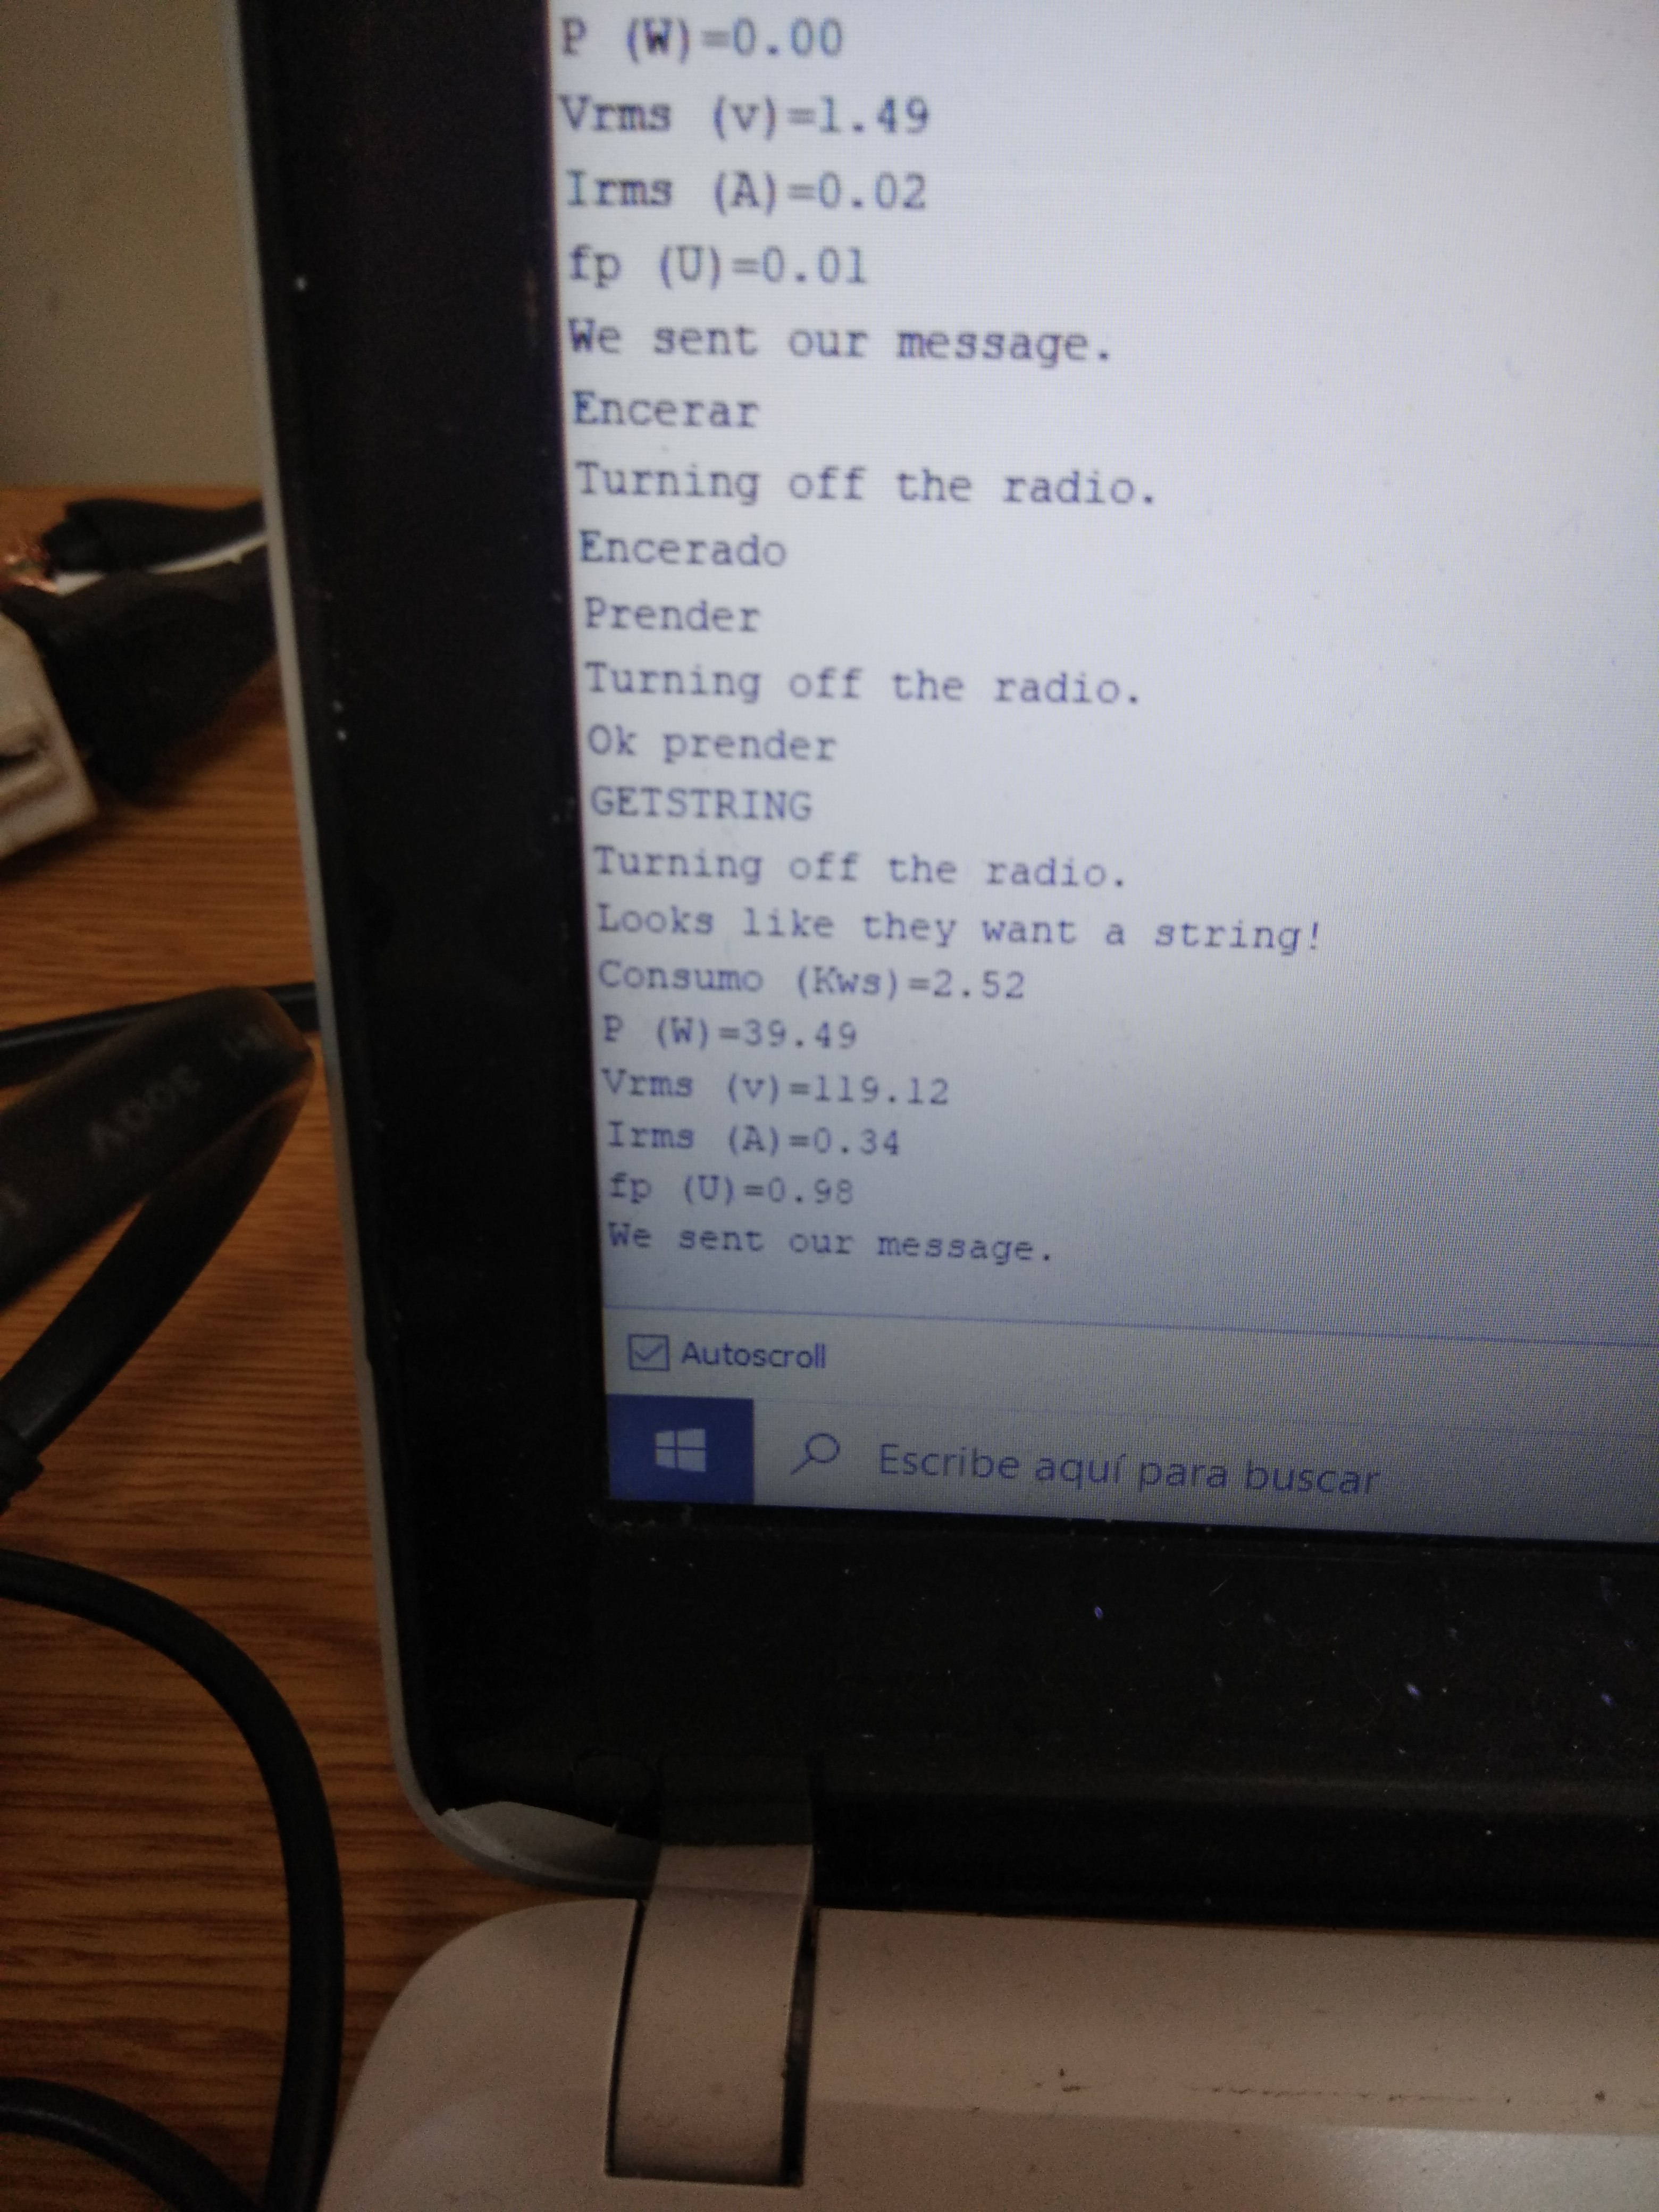 P (W)=0.00
Vrms (v)=1.49
Irms (A)=0.02
fp (U)=0.01
We sent our message.
Encerar
Turning off the radio.
Encerado
Prender
Turning off the radio.
Ok prender
GETSTRING
Turning off the radio.
Looks like they want a string!
Consumo (Kws)=2.52
P (W)=39.49
Vrms (v)=119.12
Irms (A)=0.34
fp (U)=0.98
We sent our message.
Autoscroll
Escribe aquí para buscar
300V